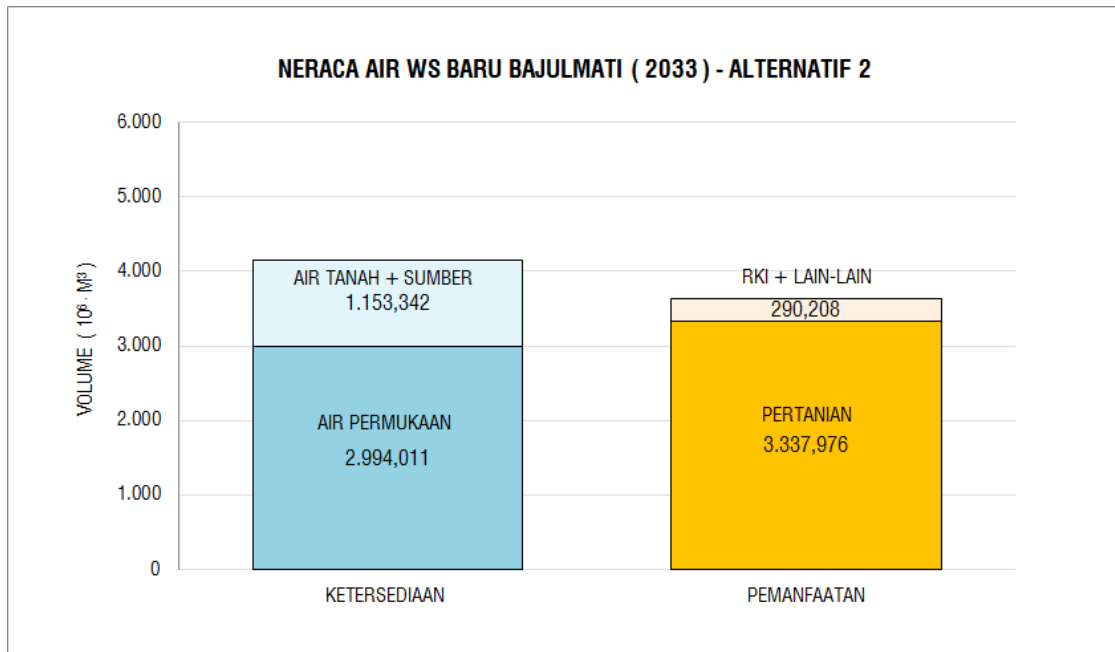 NERACA AIR WS BARU BAJULMATI ( 2033 ) - ALTERNATIF 2
VOLUME ( 10⁶ · M³ )
6.000
5.000
4.000
3.000
2.000
1.000
0
AIR TANAH + SUMBER
1.153,342
AIR PERMUKAAN
2.994,011
RKI + LAIN-LAIN
290,208
PERTANIAN
3.337,976
KETERSEDIAAN
PEMANFAATAN